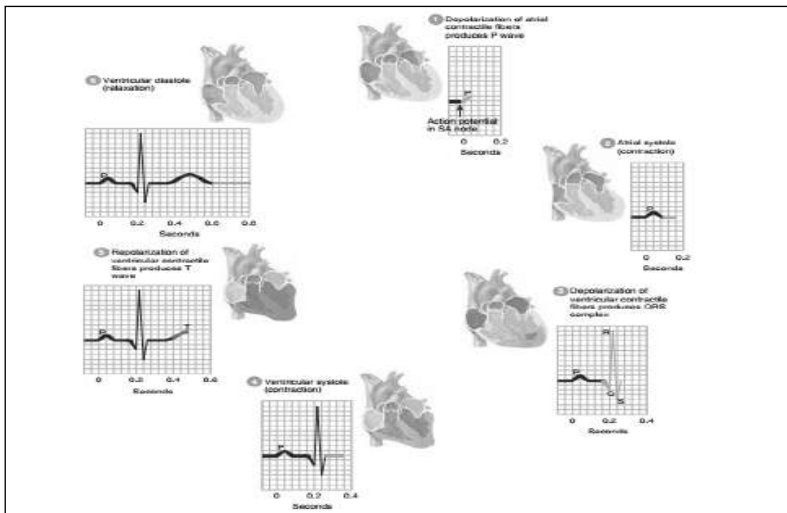 1 Depolarization of atrial
contractile fibers
produces P wave
P
Action potential
in SA node
0 0.2
Seconds
2 Atrial systole
(contraction)
P
0 0.2
Seconds
3 Depolarization of
ventricular contractile
fibers produces QRS
complex
R
P
Q
S
0 0.2 0.4
Seconds
4 Ventricular systole
(contraction)
P
0 0.2 0.4
Seconds
5 Repolarization of
ventricular contractile
fibers produces T
wave
T
P
0 0.2 0.4 0.6
Seconds
6 Ventricular diastole
(relaxation)
P
0 0.2 0.4 0.6 0.8
Seconds